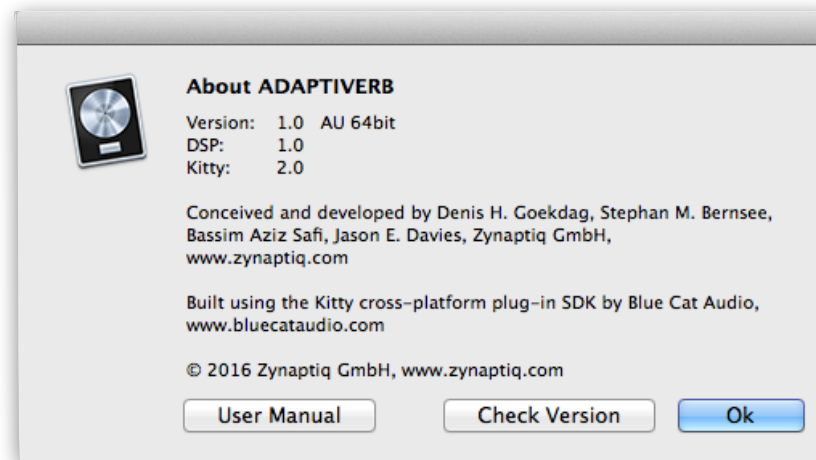 About ADAPTIVERB
Version: 1.0 AU 64bit
DSP: 1.0
Kitty: 2.0
Conceived and developed by Denis H. Goekdag, Stephan M. Bernsee,
Bassim Aziz Safi, Jason E. Davies, Zynaptiq GmbH,
www.zynaptiq.com
Built using the Kitty cross-platform plug-in SDK by Blue Cat Audio,
www.bluecataudio.com
© 2016 Zynaptiq GmbH, www.zynaptiq.com
User Manual Check Version Ok